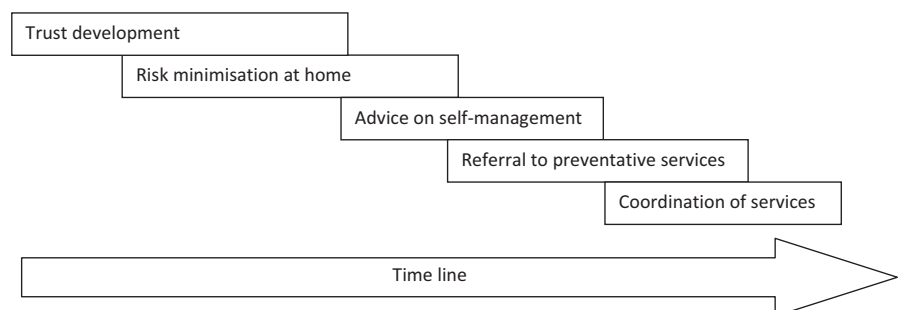 Trust development
Risk minimisation at home
Advice on self-management
Referral to preventative services
Coordination of services
Time line